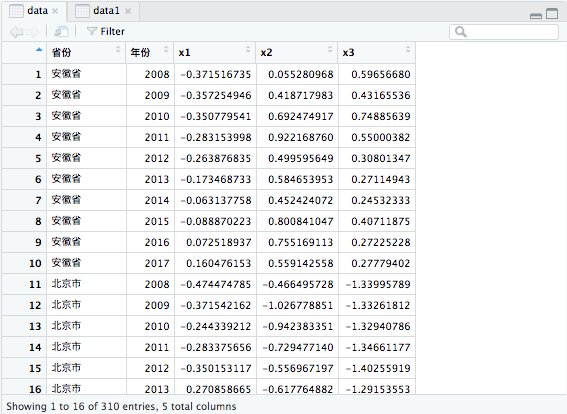 data data1
Filter
省份 年份 x1 x2 x3
1 安徽省 2008 −0.371516735 0.055280968 0.59656680
2 安徽省 2009 −0.357254946 0.418717983 0.43165536
3 安徽省 2010 −0.350779541 0.692474917 0.74885639
4 安徽省 2011 −0.283153998 0.922168760 0.55000382
5 安徽省 2012 −0.263876835 0.499595649 0.30801347
6 安徽省 2013 −0.173468733 0.584653953 0.27114943
7 安徽省 2014 −0.063137758 0.452424072 0.24532333
8 安徽省 2015 −0.088870223 0.800841047 0.40711875
9 安徽省 2016 0.072518937 0.755169113 0.27225228
10 安徽省 2017 0.160476153 0.559142558 0.27779402
11 北京市 2008 −0.474474785 −0.466495728 −1.33995789
12 北京市 2009 −0.371542162 −1.026778851 −1.33261812
13 北京市 2010 −0.244339212 −0.942383351 −1.32940786
14 北京市 2011 −0.283375656 −0.729477140 −1.34661177
15 北京市 2012 −0.350153117 −0.556967197 −1.40255919
16 北京市 2013 0.270858665 −0.617764882 −1.29153553
Showing 1 to 16 of 310 entries, 5 total columns